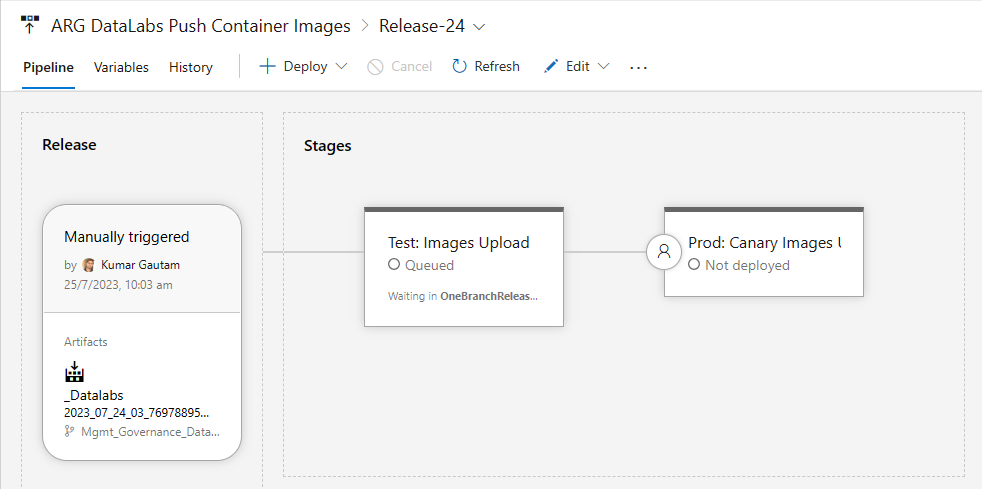 ARG DataLabs Push Container Images > Release-24
Pipeline Variables History + Deploy Cancel Refresh Edit ...
Release
Stages
Manually triggered
by Kumar Gautam
25/7/2023, 10:03 am
Artifacts
_Datalabs
2023_07_24_03_76978895...
Mgmt_Governance_Data...
Test: Images Upload
Queued
Waiting in OneBranchReleas...
Prod: Canary Images U
Not deployed